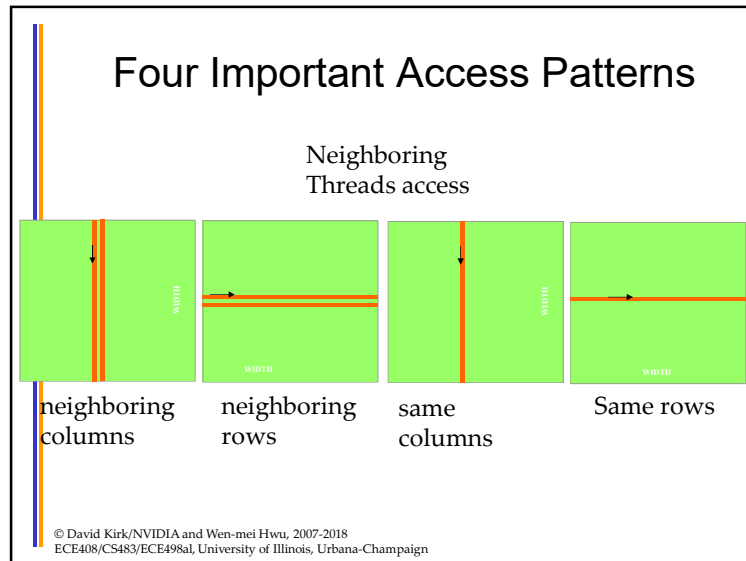 Four Important Access Patterns
Neighboring
Threads access
WIDTH
WIDTH
WIDTH
WIDTH
neighboring
columns
neighboring
rows
same
columns
Same rows
© David Kirk/NVIDIA and Wen-mei Hwu, 2007-2018
ECE408/CS483/ECE498al, University of Illinois, Urbana-Champaign